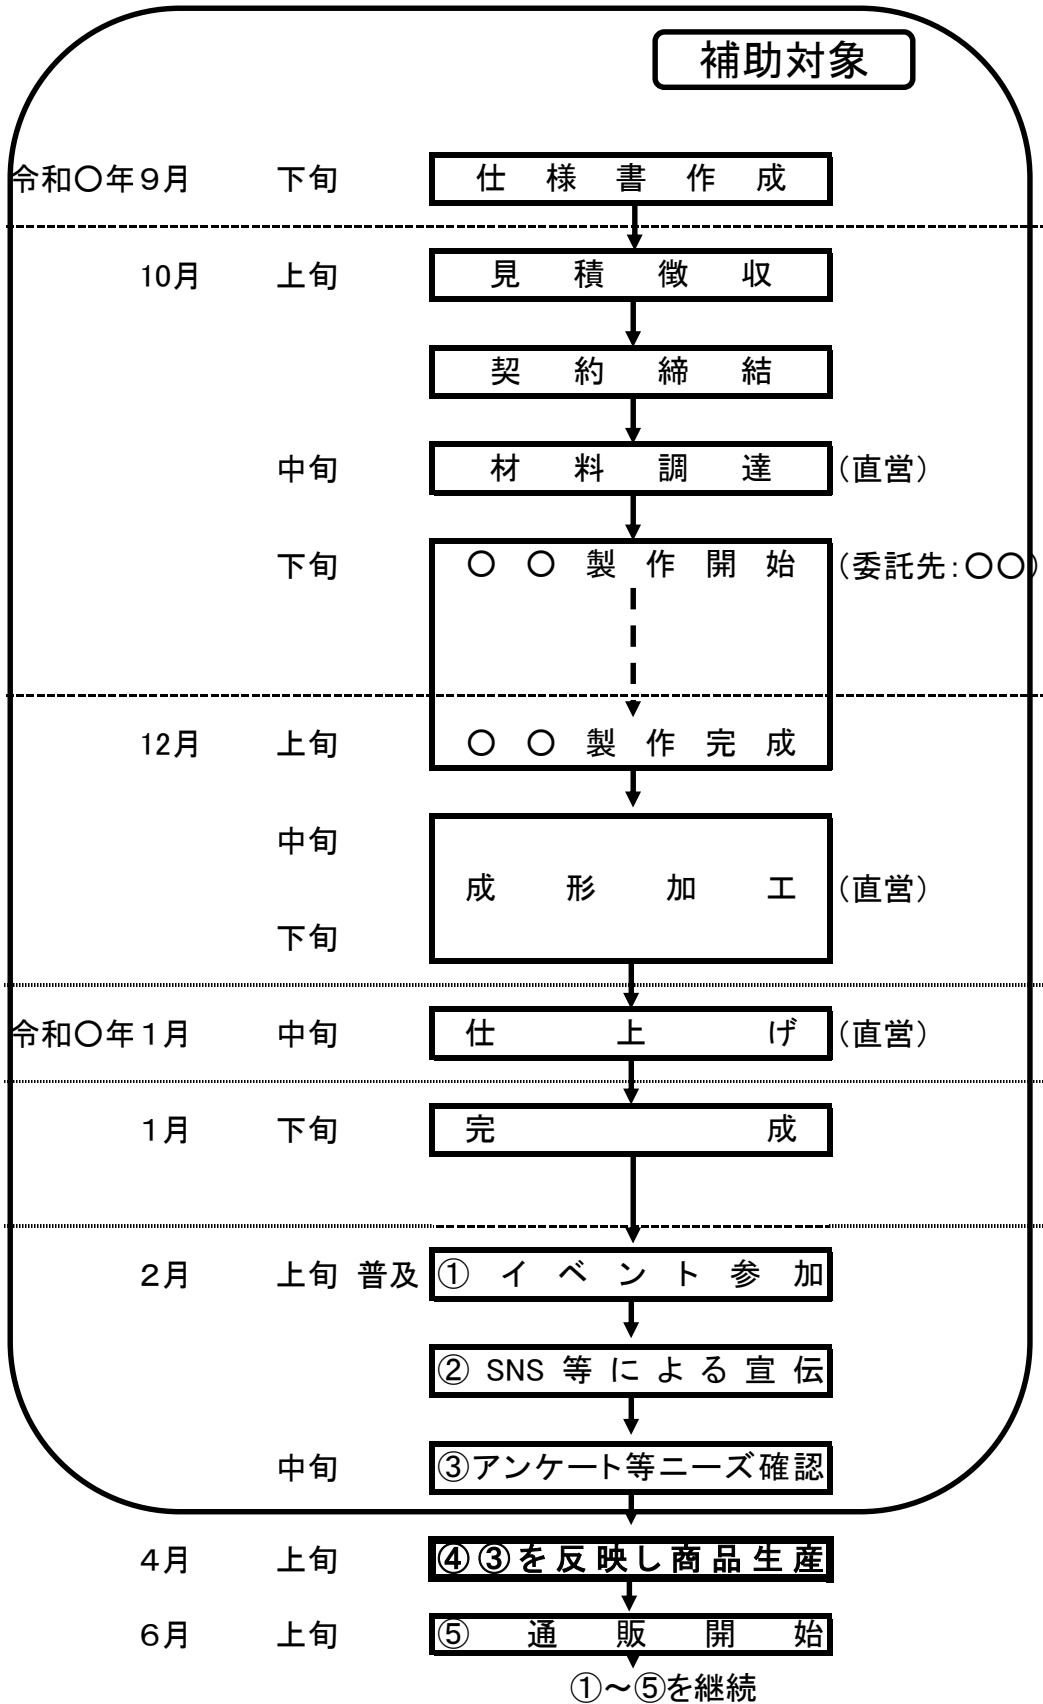 補助対象
令和〇年９月 下旬 仕様書作成
10月 上旬 見積徴収
契約締結
中旬 材料調達 （直営）
下旬 〇〇製作開始 （委託先：〇〇）
12月 上旬 〇〇製作完成
中旬
成形加工 （直営）
下旬
令和〇年１月 中旬 仕上げ （直営）
１月 下旬 完成
２月 上旬 普及 ①イベント参加
②SNS等による宣伝
中旬 ③アンケート等ニーズ確認
４月 上旬 ④③を反映し商品生産
６月 上旬 ⑤通販開始
①～⑤を継続